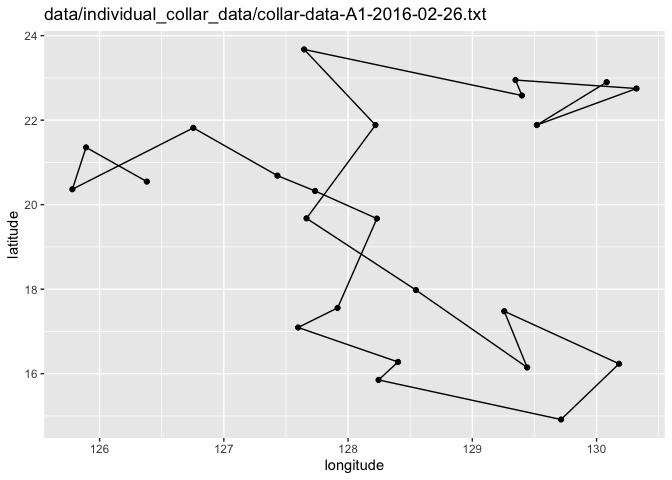 data/individual_collar_data/collar-data-A1-2016-02-26.txt
24
22
20
18
16
latitude
126 127 128 129 130
longitude